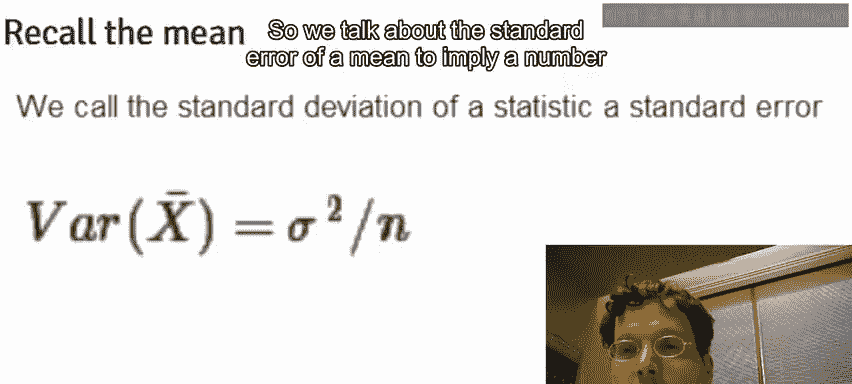 Recall the mean
So we talk about the standard
error of a mean to imply a number
We call the standard deviation of a statistic a standard error
Var(X̄) = σ²/n